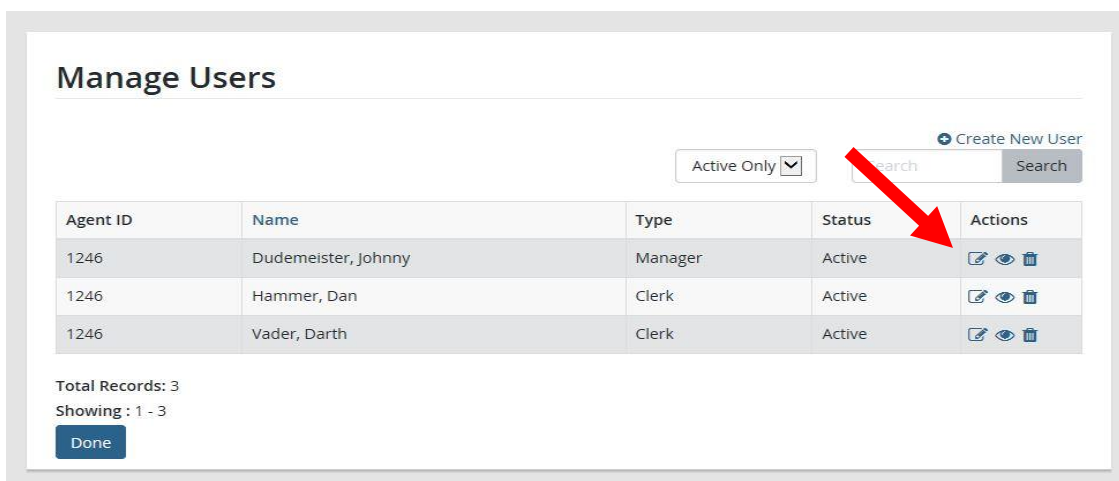 Manage Users
Create New User
Active Only Search Search
Agent ID Name Type Status Actions
1246 Dudemeister, Johnny Manager Active
1246 Hammer, Dan Clerk Active
1246 Vader, Darth Clerk Active
Total Records: 3
Showing : 1 - 3
Done